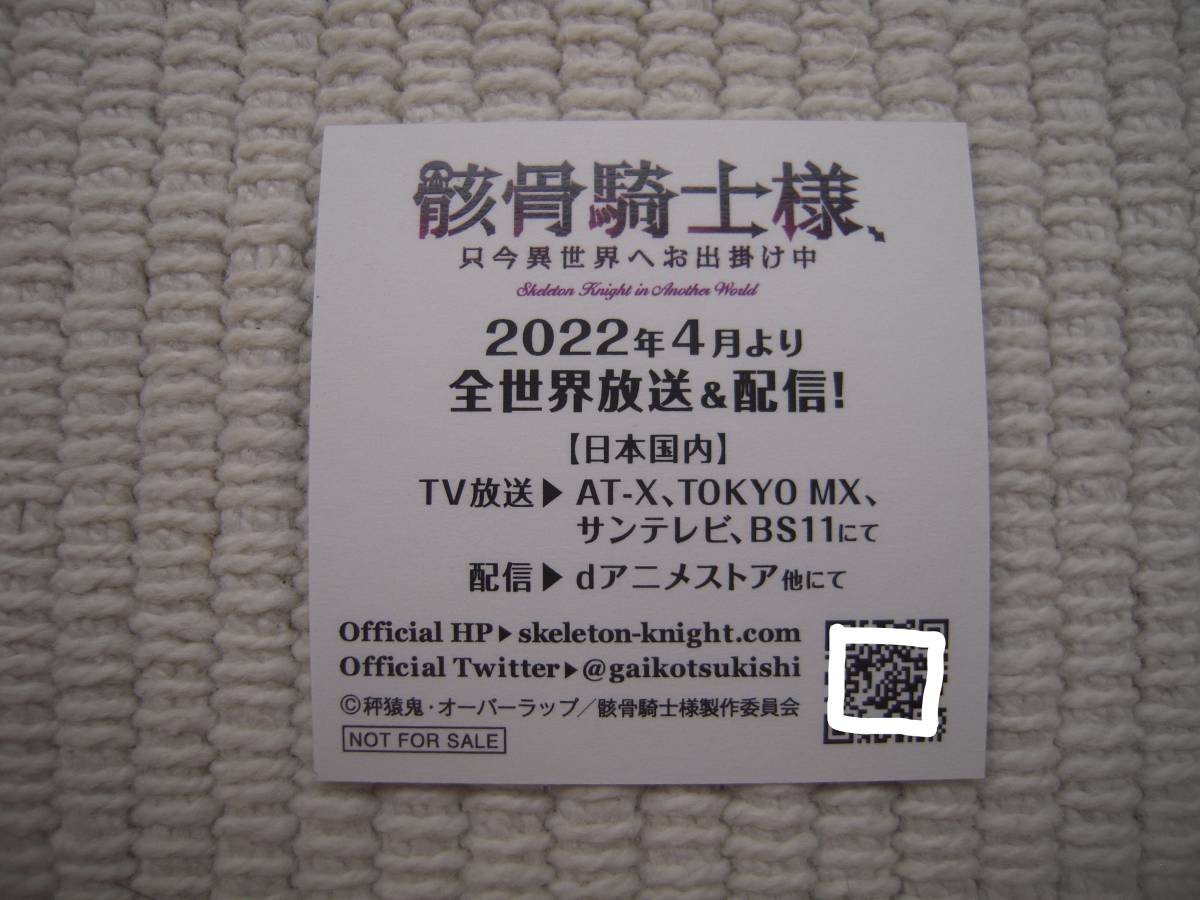 骸骨騎士様、
只今異世界へお出掛け中
Skeleton Knight in Another World
2022年4月より
全世界放送&配信!
【日本国内】
TV放送▶AT-X、TOKYO MX、
サンテレビ、BS11にて
配信▶dアニメストア他にて
Official HP▶skeleton-knight.com
Official Twitter▶@gaikotsukishi
©秤猿鬼・オーバーラップ/骸骨騎士様製作委員会
NOT FOR SALE